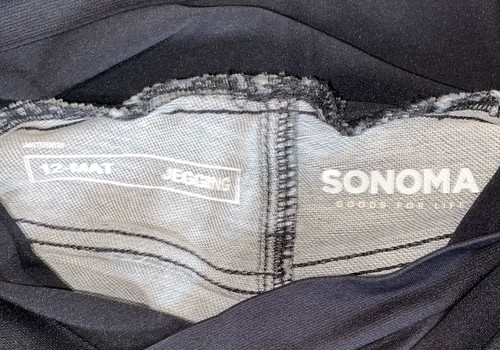 12-MAT
JEGGING
SONOMA
GOODS FOR LIFE